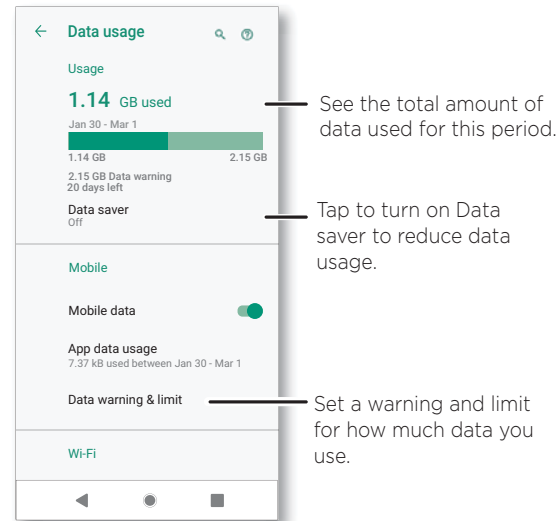 Data usage
Usage
1.14 GB used
Jan 30 - Mar 1
1.14 GB 2.15 GB
2.15 GB Data warning
20 days left
Data saver
Off
Mobile
Mobile data
App data usage
7.37 kB used between Jan 30 - Mar 1
Data warning & limit
Wi-Fi
See the total amount of
data used for this period.
Tap to turn on Data
saver to reduce data
usage.
Set a warning and limit
for how much data you
use.